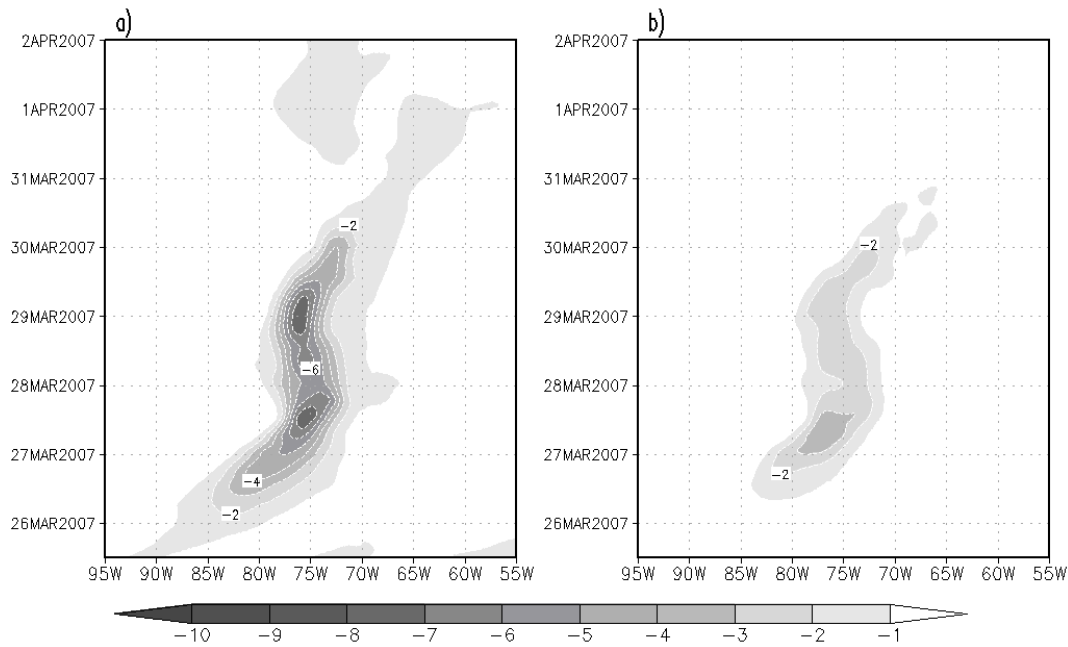 a)
2APR2007
1APR2007
31MAR2007
30MAR2007
29MAR2007
28MAR2007
27MAR2007
26MAR2007
-2
-6
-4
-2
95W 90W 85W 80W 75W 70W 65W 60W 55W
b)
2APR2007
1APR2007
31MAR2007
30MAR2007
29MAR2007
28MAR2007
27MAR2007
26MAR2007
-2
-2
95W 90W 85W 80W 75W 70W 65W 60W 55W
-10 -9 -8 -7 -6 -5 -4 -3 -2 -1